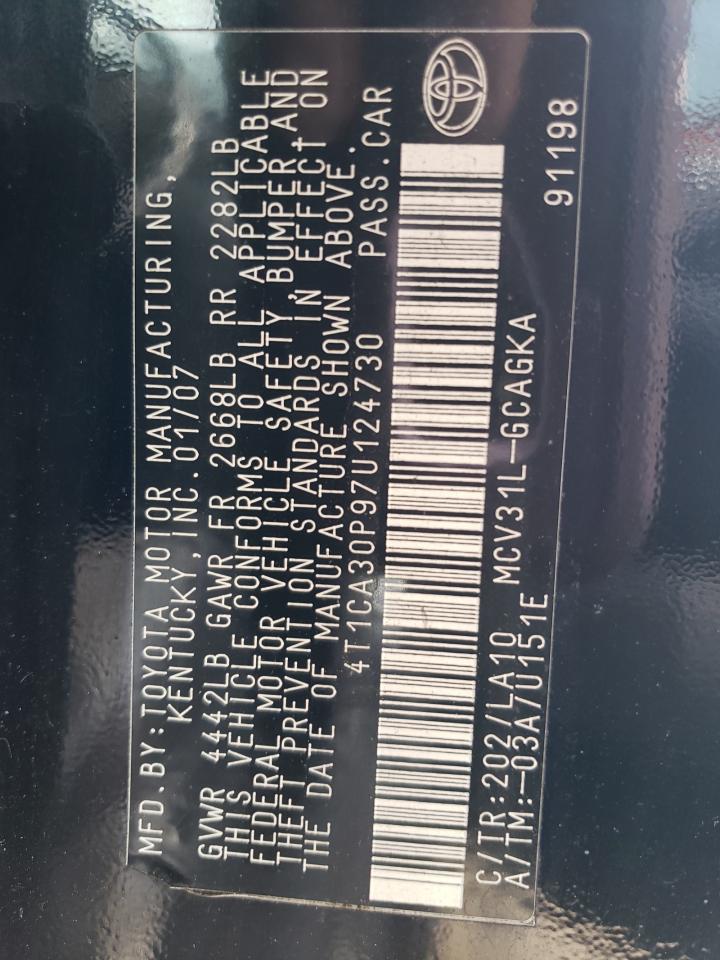 MFD.BY:TOYOTA MOTOR MANUFACTURING,
KENTUCKY,INC.01/07
GVWR 4442LB GAWR FR 2668LB RR 2282LB
THIS VEHICLE CONFORMS TO ALL APPLICABLE
FEDERAL MOTOR VEHICLE SAFETY, BUMPER AND
THEFT PREVENTION STANDARDS IN EFFECT ON
THE DATE OF MANUFACTURE SHOWN ABOVE.
4T1CA30P97U124730 PASS.CAR
C/TR:202/LA10 MCV31L-GCAGKA
A/TM:-03A/U151E 91198